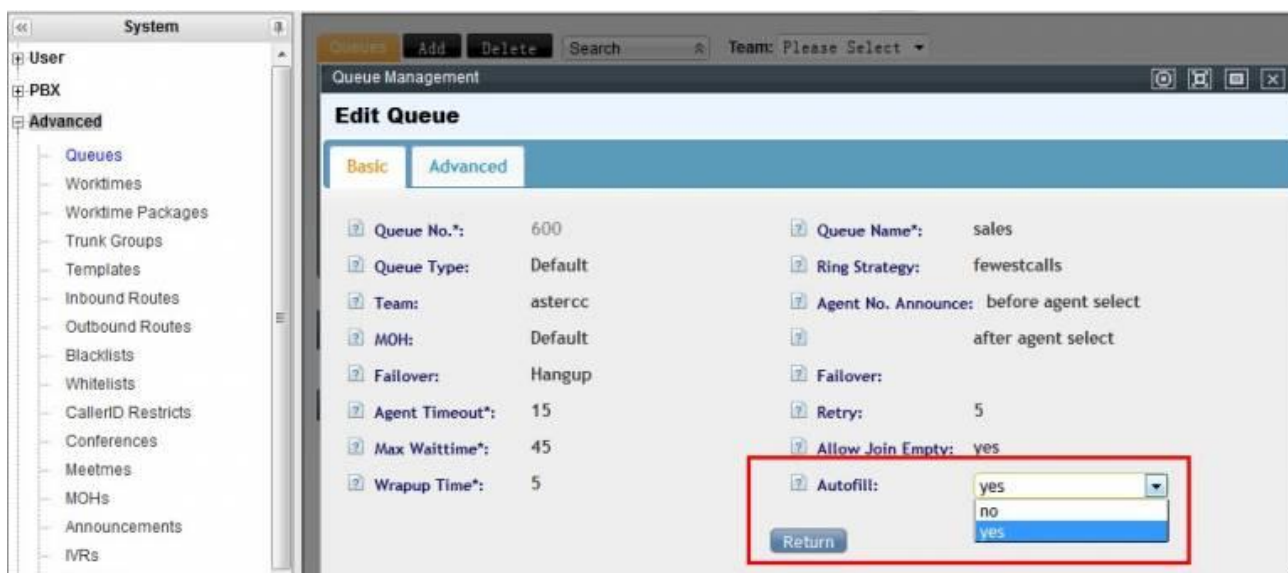 System
User
PBX
Advanced
Queues
Worktimes
Worktime Packages
Trunk Groups
Templates
Inbound Routes
Outbound Routes
Blacklists
Whitelists
CallerID Restricts
Conferences
Meetmes
MOHs
Announcements
IVRs
Queues Add Delete Search Team: Please Select
Queue Management
Edit Queue
Basic Advanced
Queue No.*: 600 Queue Name*: sales
Queue Type: Default Ring Strategy: fewestcalls
Team: astercc Agent No. Announce: before agent select
MOH: Default after agent select
Failover: Hangup Failover:
Agent Timeout*: 15 Retry: 5
Max Waittime*: 45 Allow Join Empty: yes
Wrapup Time*: 5 Autofill: yes
no
yes
Return